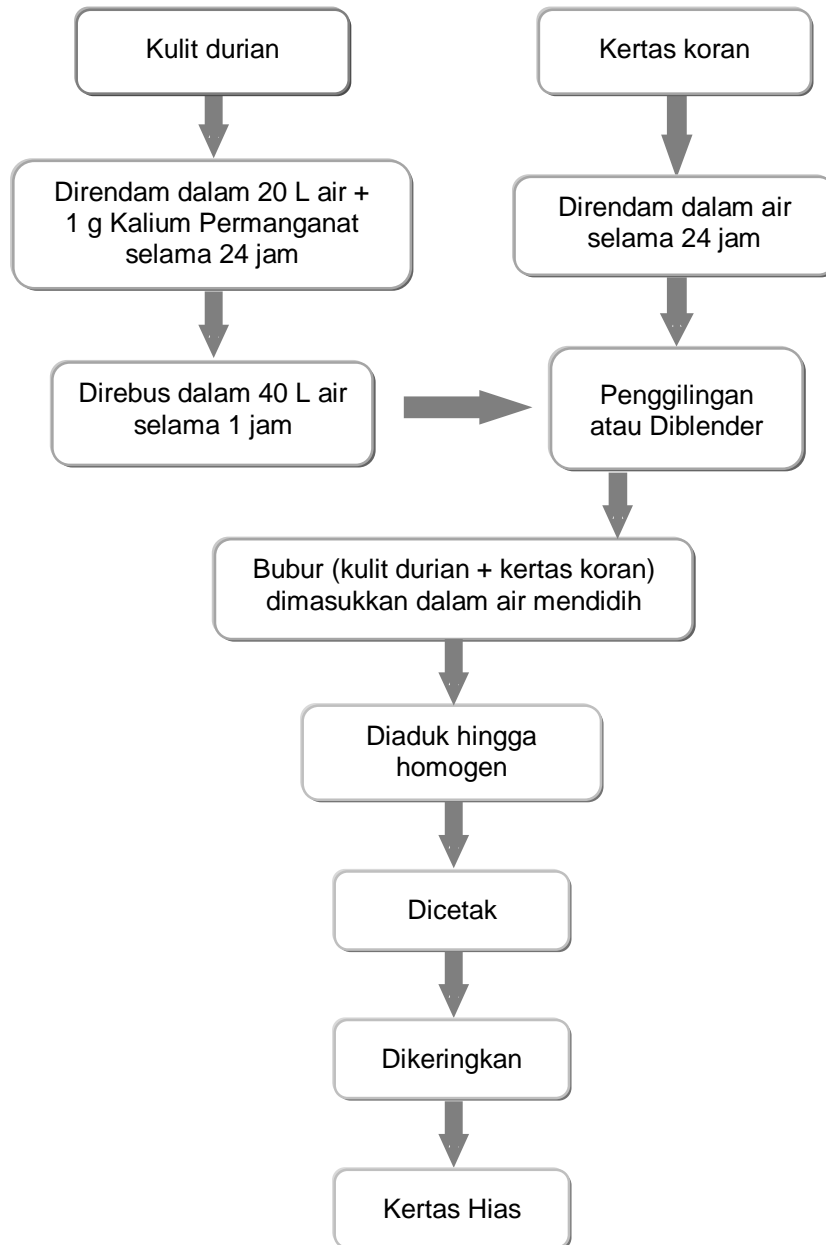 Kulit durian
Kertas koran
Direndam dalam 20 L air +
1 g Kalium Permanganat
selama 24 jam
Direndam dalam air
selama 24 jam
Direbus dalam 40 L air
selama 1 jam
Penggilingan
atau Diblender
Bubur (kulit durian + kertas koran)
dimasukkan dalam air mendidih
Diaduk hingga
homogen
Dicetak
Dikeringkan
Kertas Hias